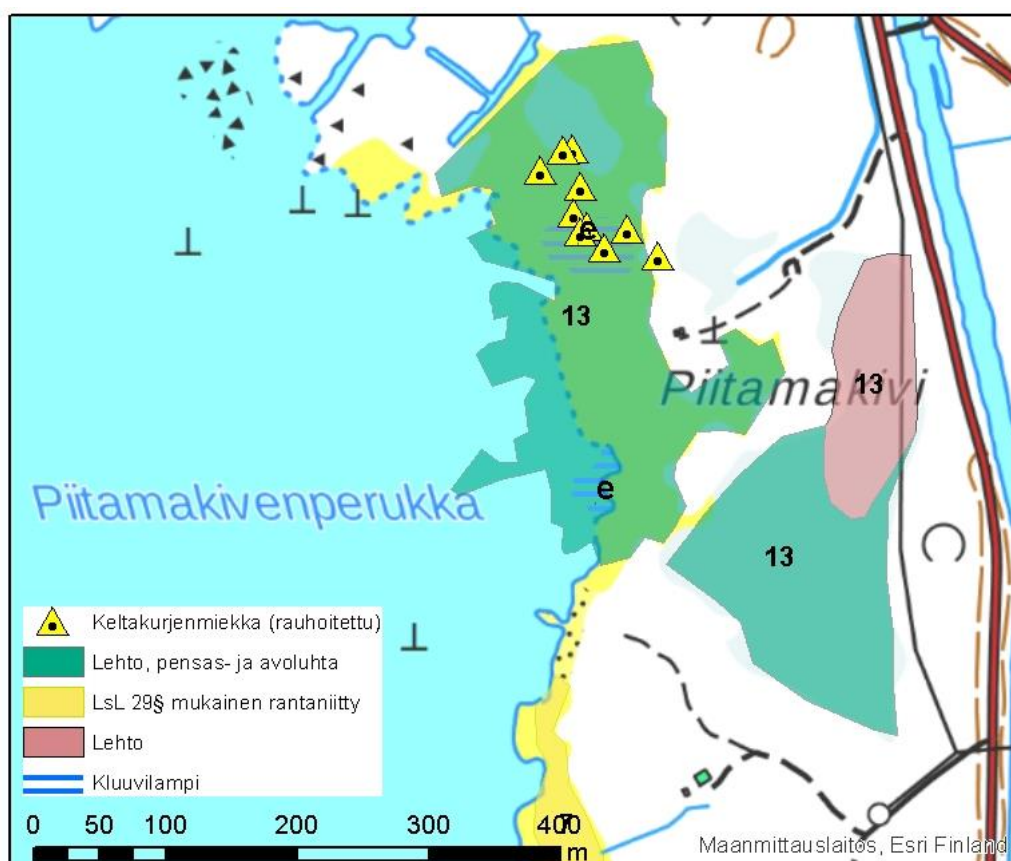 e
13
Piitamakivi
13
Piitamakivenperukka
e
13
Keltakurjenmiekka (rauhoitettu)
Lehto, pensas- ja avoluhta
LsL 29§ mukainen rantaniitty
Lehto
Kluuvilampi
0 50 100 200 300 400
m
7
Maanmittauslaitos, Esri Finland